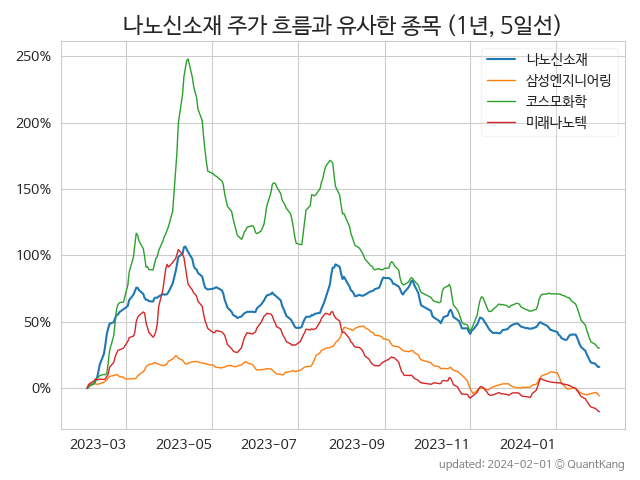 나노신소재 주가 흐름과 유사한 종목 (1년, 5일선)
나노신소재
삼성엔지니어링
코스모화학
미래나노텍
250%
200%
150%
100%
50%
0%
2023-03 2023-05 2023-07 2023-09 2023-11 2024-01
updated: 2024-02-01 © QuantKang